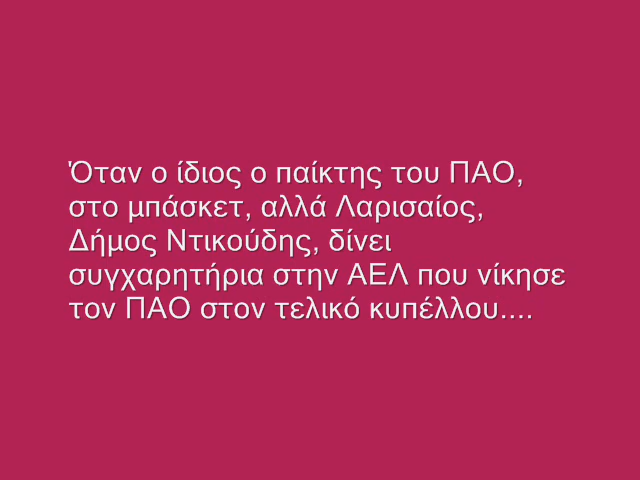 Όταν ο ίδιος ο παίκτης του ΠΑΟ,
στο μπάσκετ, αλλά Λαρισαίος,
Δήμος Ντικούδης, δίνει
συγχαρητήρια στην ΑΕΛ που νίκησε
τον ΠΑΟ στον τελικό κυπέλλου....